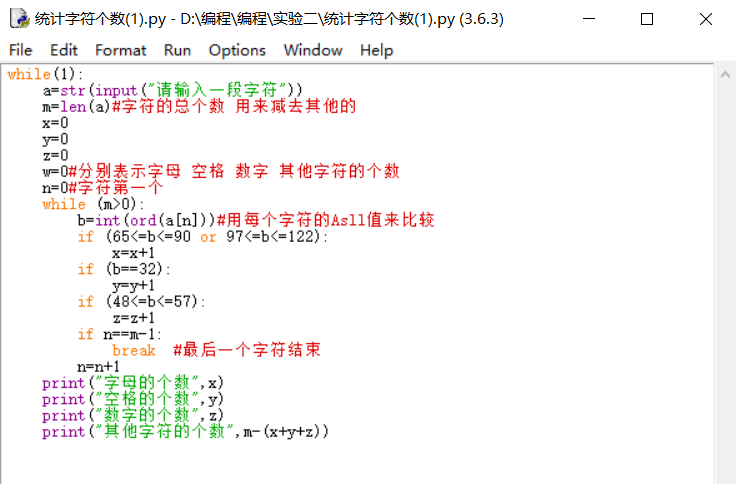 统计字符个数(1).py - D:\编程\编程\实验二\统计字符个数(1).py (3.6.3)
File Edit Format Run Options Window Help
while(1):
    a=str(input("请输入一段字符"))
    m=len(a)#字符的总个数 用来减去其他的
    x=0
    y=0
    z=0
    w=0#分别表示字母 空格 数字 其他字符的个数
    n=0#字符第一个
    while (m>0):
        b=int(ord(a[n]))#用每个字符的Asll值来比较
        if (65<=b<=90 or 97<=b<=122):
            x=x+1
        if (b==32):
            y=y+1
        if (48<=b<=57):
            z=z+1
        if n==m-1:
            break  #最后一个字符结束
        n=n+1
    print("字母的个数",x)
    print("空格的个数",y)
    print("数字的个数",z)
    print("其他字符的个数",m-(x+y+z))